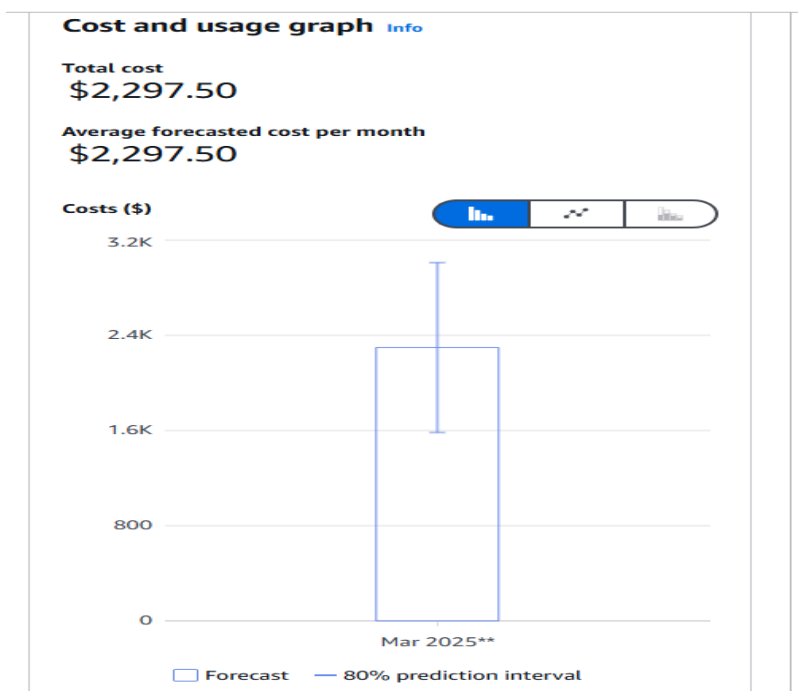 Cost and usage graph Info
Total cost
$2,297.50
Average forecasted cost per month
$2,297.50
Costs ($)
3.2K
2.4K
1.6K
800
0
Mar 2025**
Forecast 80% prediction interval